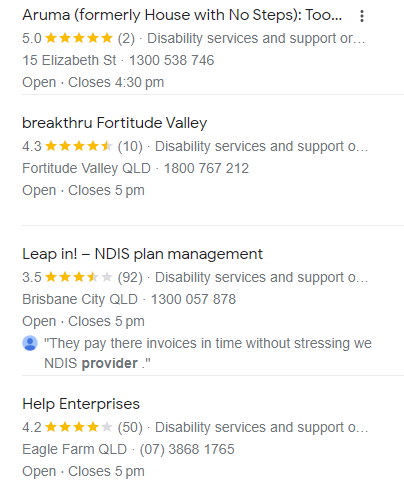 Aruma (formerly House with No Steps): Too...
5.0 ★★★★★ (2) · Disability services and support or...
15 Elizabeth St · 1300 538 746
Open · Closes 4:30 pm
breakthru Fortitude Valley
4.3 (10) · Disability services and support o...
Fortitude Valley QLD · 1800 767 212
Open · Closes 5 pm
Leap in! – NDIS plan management
3.5 (92) · Disability services and support o...
Brisbane City QLD · 1300 057 878
Open · Closes 5 pm
"They pay there invoices in time without stressing we
NDIS provider ."
Help Enterprises
4.2 (50) · Disability services and support o...
Eagle Farm QLD · (07) 3868 1765
Open · Closes 5 pm